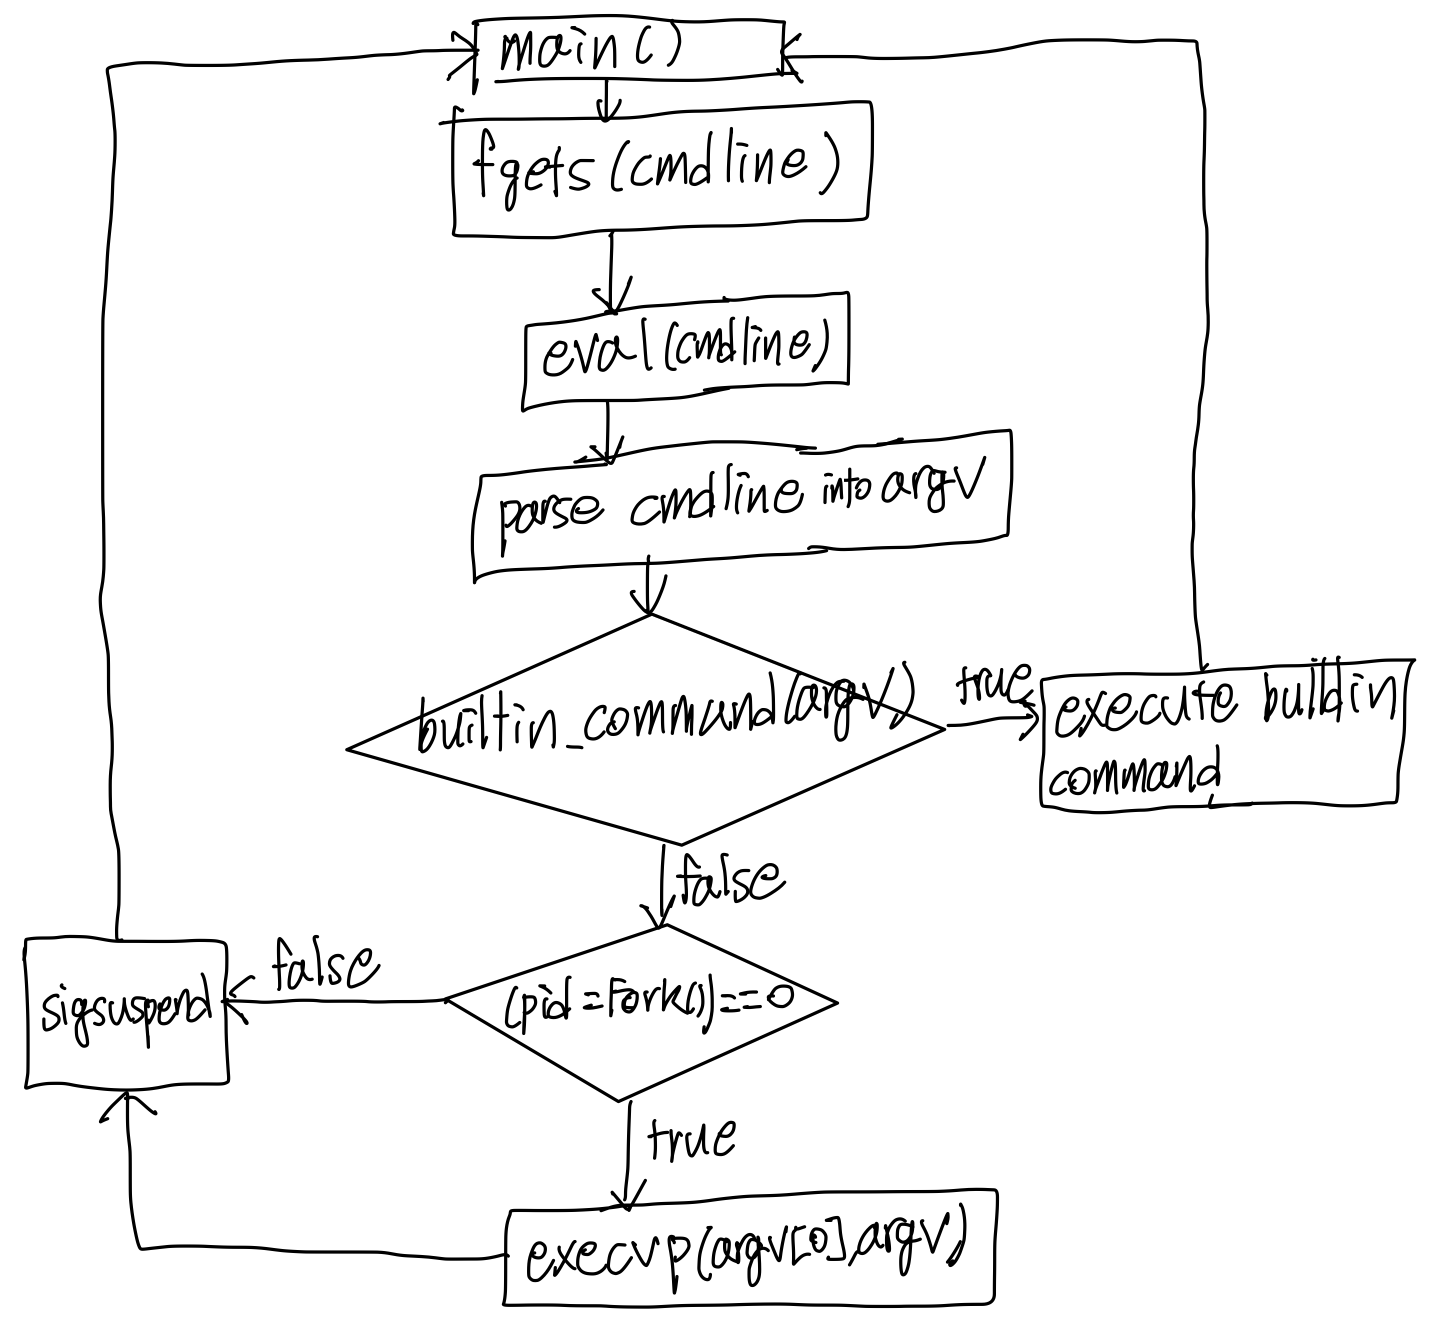 main()
fgets(cmdline)
eval(cmdline)
parse cmdline into argv
builtin_command(argv)
true
execute buildin
command
false
(pid=Fork())==0
false
sigsuspend
true
execvp(argv[0],argv)